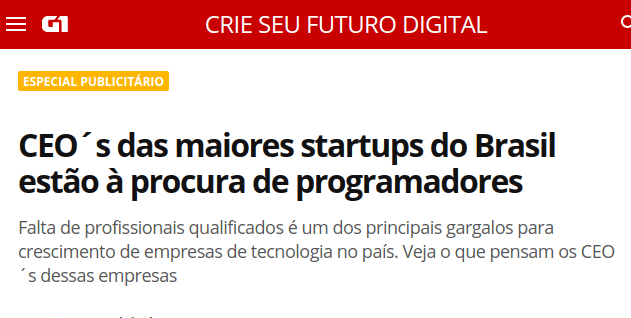 G1 CRIE SEU FUTURO DIGITAL
ESPECIAL PUBLICITÁRIO
CEO´s das maiores startups do Brasil
estão à procura de programadores
Falta de profissionais qualificados é um dos principais gargalos para
crescimento de empresas de tecnologia no país. Veja o que pensam os CEO
´s dessas empresas